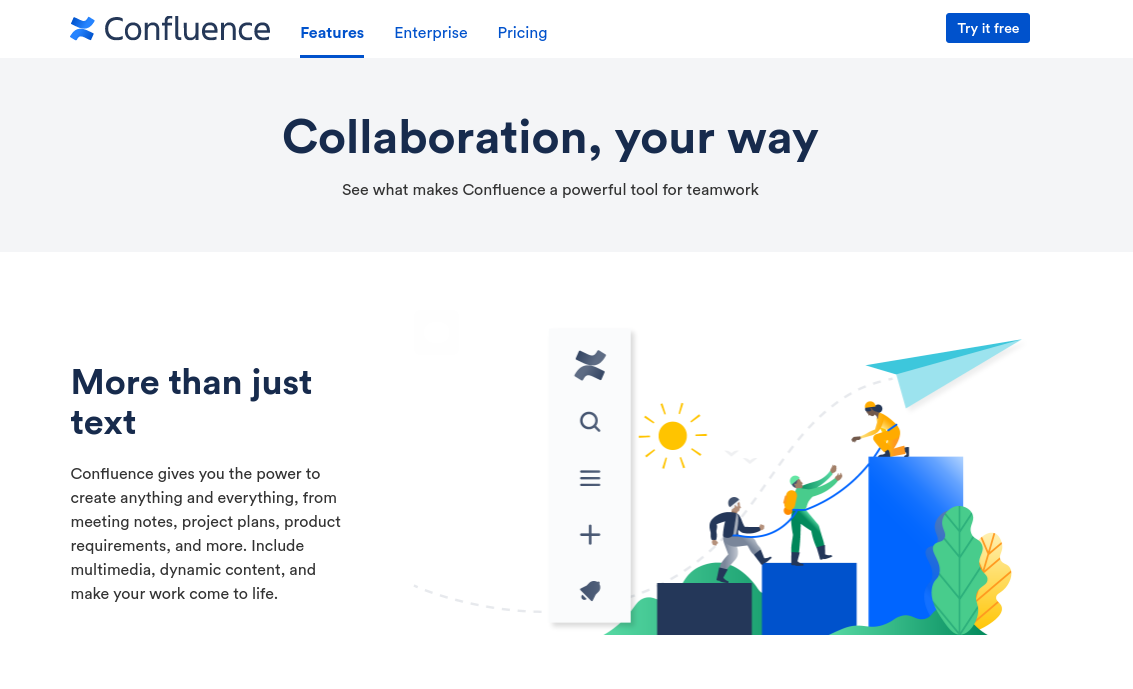 Confluence
Features
Enterprise
Pricing
Try it free
Collaboration, your way
See what makes Confluence a powerful tool for teamwork
More than just
text
Confluence gives you the power to
create anything and everything, from
meeting notes, project plans, product
requirements, and more. Include
multimedia, dynamic content, and
make your work come to life.